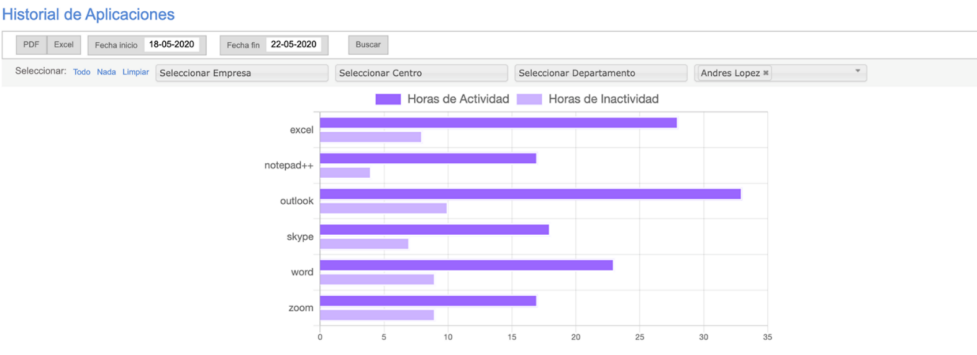 Historial de Aplicaciones
PDF Excel Fecha inicio 18-05-2020 Fecha fin 22-05-2020 Buscar
Seleccionar: Todo Nada Limpiar Seleccionar Empresa Seleccionar Centro Seleccionar Departamento Andres Lopez ×
Horas de Actividad Horas de Inactividad
excel
notepad++
outlook
skype
word
zoom
0 5 10 15 20 25 30 35